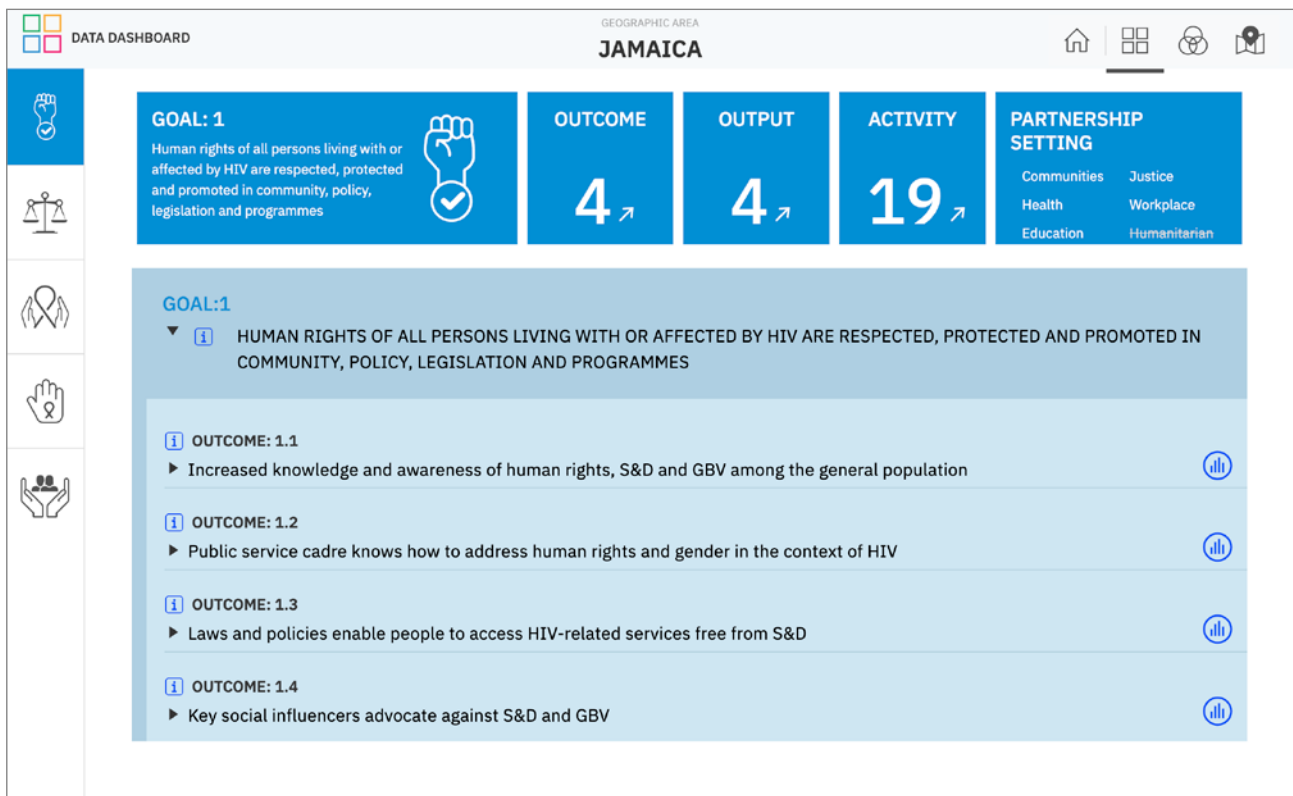 DATA DASHBOARD
GEOGRAPHIC AREA
JAMAICA
GOAL: 1
Human rights of all persons living with or
affected by HIV are respected, protected
and promoted in community, policy,
legislation and programmes
OUTCOME
4
OUTPUT
4
ACTIVITY
19
PARTNERSHIP
SETTING
Communities Justice
Health Workplace
Education Humanitarian
GOAL:1
HUMAN RIGHTS OF ALL PERSONS LIVING WITH OR AFFECTED BY HIV ARE RESPECTED, PROTECTED AND PROMOTED IN
COMMUNITY, POLICY, LEGISLATION AND PROGRAMMES
i OUTCOME: 1.1
Increased knowledge and awareness of human rights, S&D and GBV among the general population
i OUTCOME: 1.2
Public service cadre knows how to address human rights and gender in the context of HIV
i OUTCOME: 1.3
Laws and policies enable people to access HIV-related services free from S&D
i OUTCOME: 1.4
Key social influencers advocate against S&D and GBV